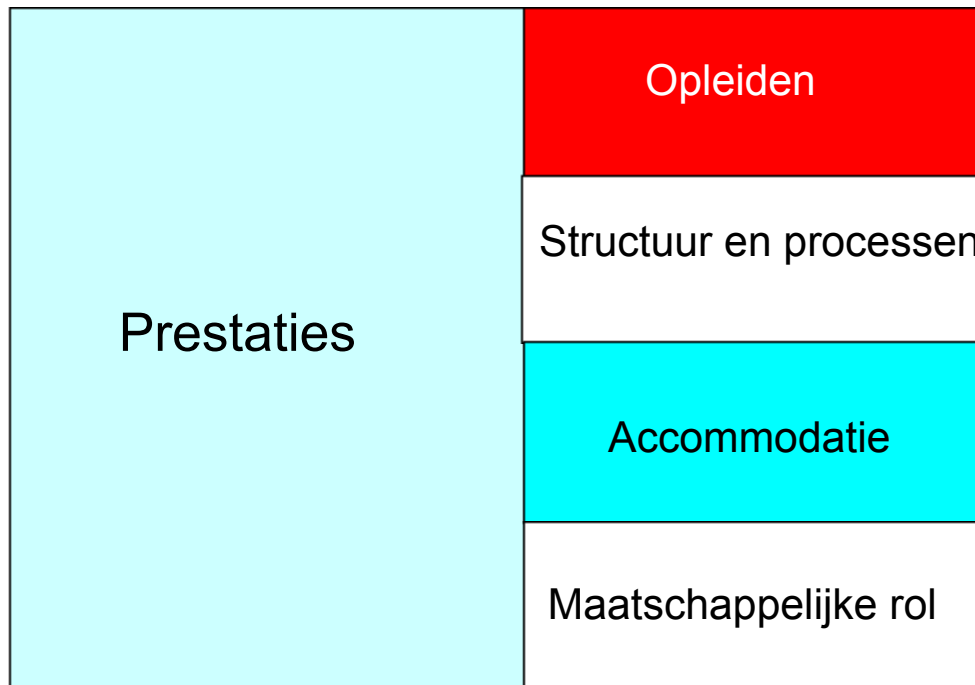 Prestaties
Opleiden
Structuur en processen
Accommodatie
Maatschappelijke rol